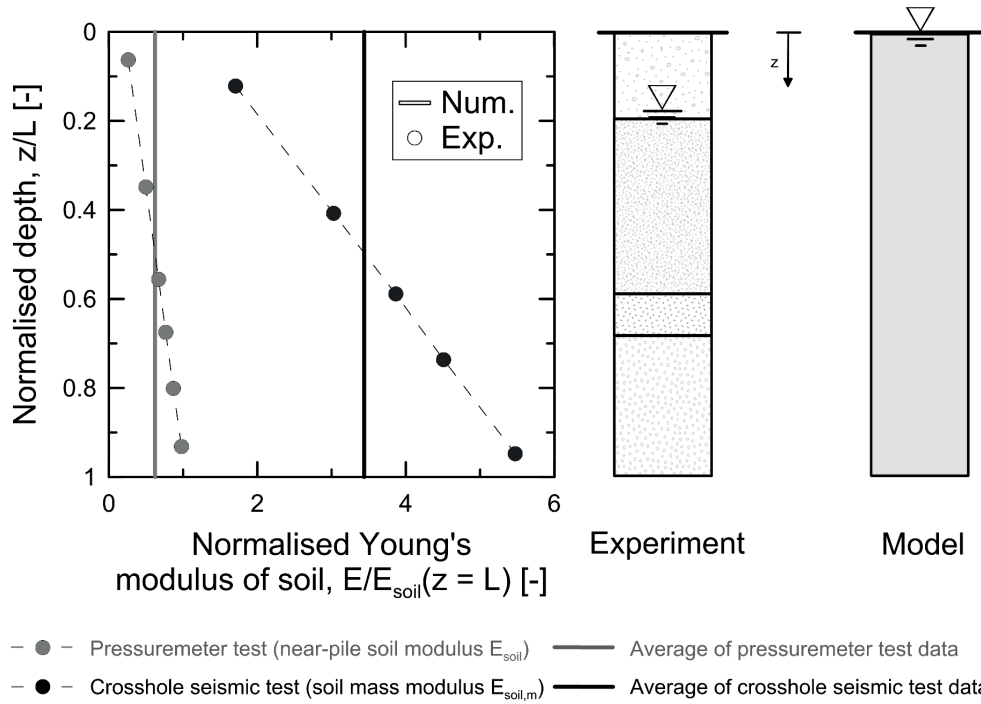 0
0.2
0.4
0.6
0.8
1
Normalised depth, z/L [-]
Num.
Exp.
0 2 4 6
Normalised Young's
modulus of soil, E/Esoil(z = L) [-]
z
Experiment
Model
Pressuremeter test (near-pile soil modulus Esoil)
Average of pressuremeter test data
Crosshole seismic test (soil mass modulus Esoil,m)
Average of crosshole seismic test data